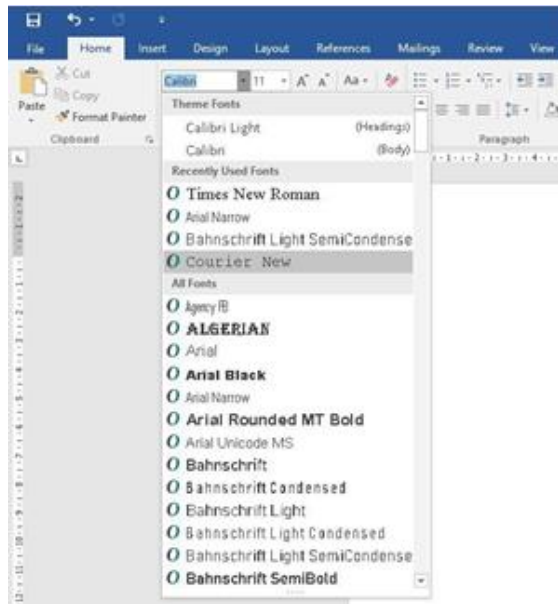 File Home Insert Design Layout References Mailings Review View
Cut
Copy
Paste
Format Painter
Clipboard
Calibri 11 Aa
Paragraph
Theme Fonts
Calibri Light (Headings)
Calibri (Body)
Recently Used Fonts
Times New Roman
Arial Narrow
Bahnschrift Light SemiCondense
Courier New
All Fonts
Agency FB
ALGERIAN
Arial
Arial Black
Arial Narrow
Arial Rounded MT Bold
Arial Unicode MS
Bahnschrift
Bahnschrift Condensed
Bahnschrift Light
Bahnschrift Light Condensed
Bahnschrift Light SemiCondense
Bahnschrift SemiBold